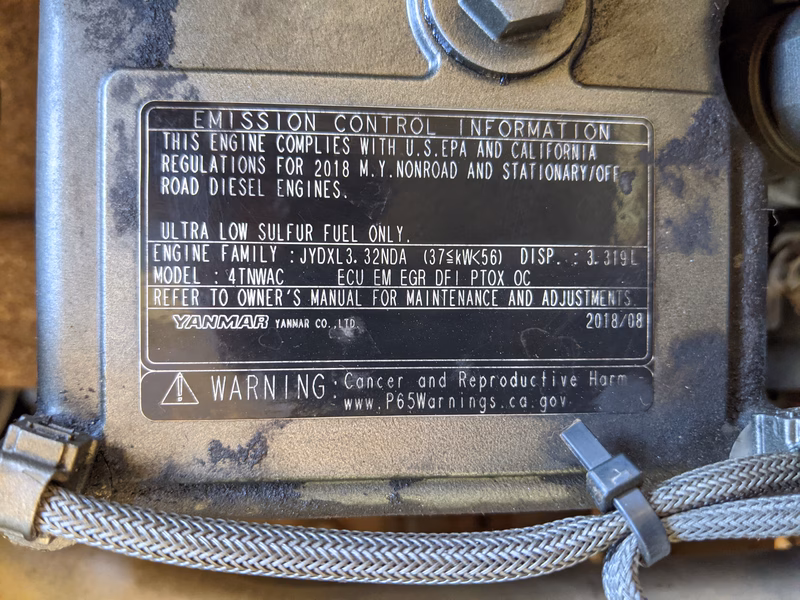 EMISSION CONTROL INFORMATION
THIS ENGINE COMPLIES WITH U.S.EPA AND CALIFORNIA
REGULATIONS FOR 2018 M.Y.NONROAD AND STATIONARY/OFF-
ROAD DIESEL ENGINES.
ULTRA LOW SULFUR FUEL ONLY.
ENGINE FAMILY : JYDXL3.32NDA (37≦kW<56) DISP. : 3.319L
MODEL : 4TNWAC ECU EM EGR DFI PTOX OC
REFER TO OWNER'S MANUAL FOR MAINTENANCE AND ADJUSTMENTS.
YANMAR YANMAR CO.,LTD. 2018/08
WARNING: Cancer and Reproductive Harm -
www.P65Warnings.ca.gov